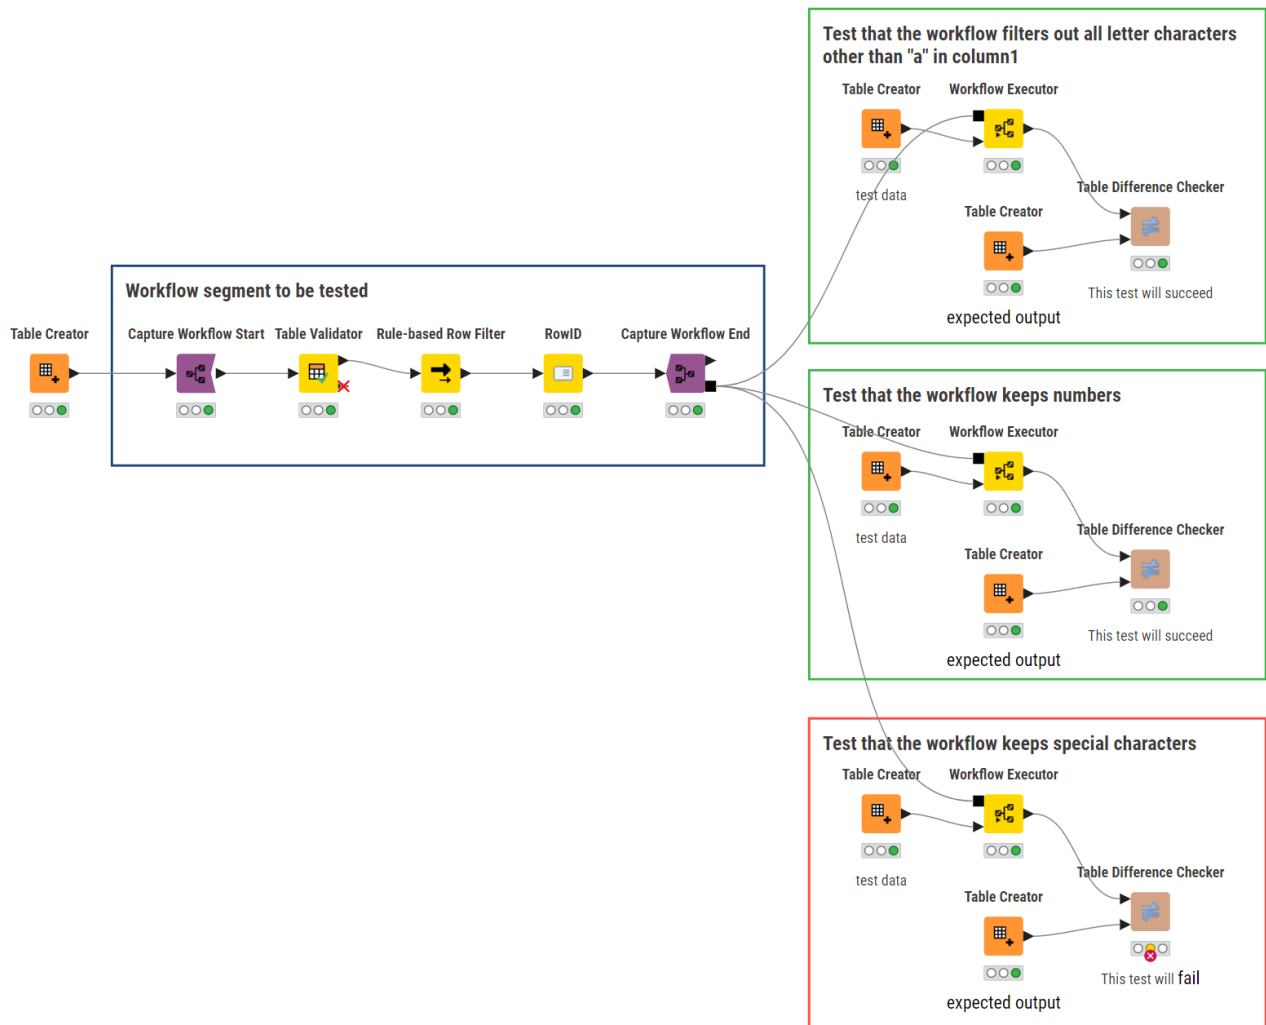 Test that the workflow filters out all letter characters
other than "a" in column1
Table Creator
Workflow Executor
test data
Table Difference Checker
Table Creator
This test will succeed
expected output
Workflow segment to be tested
Table Creator
Capture Workflow Start
Table Validator
Rule-based Row Filter
RowID
Capture Workflow End
Test that the workflow keeps numbers
Table Creator
Workflow Executor
test data
Table Difference Checker
Table Creator
This test will succeed
expected output
Test that the workflow keeps special characters
Table Creator
Workflow Executor
test data
Table Difference Checker
Table Creator
This test will fail
expected output